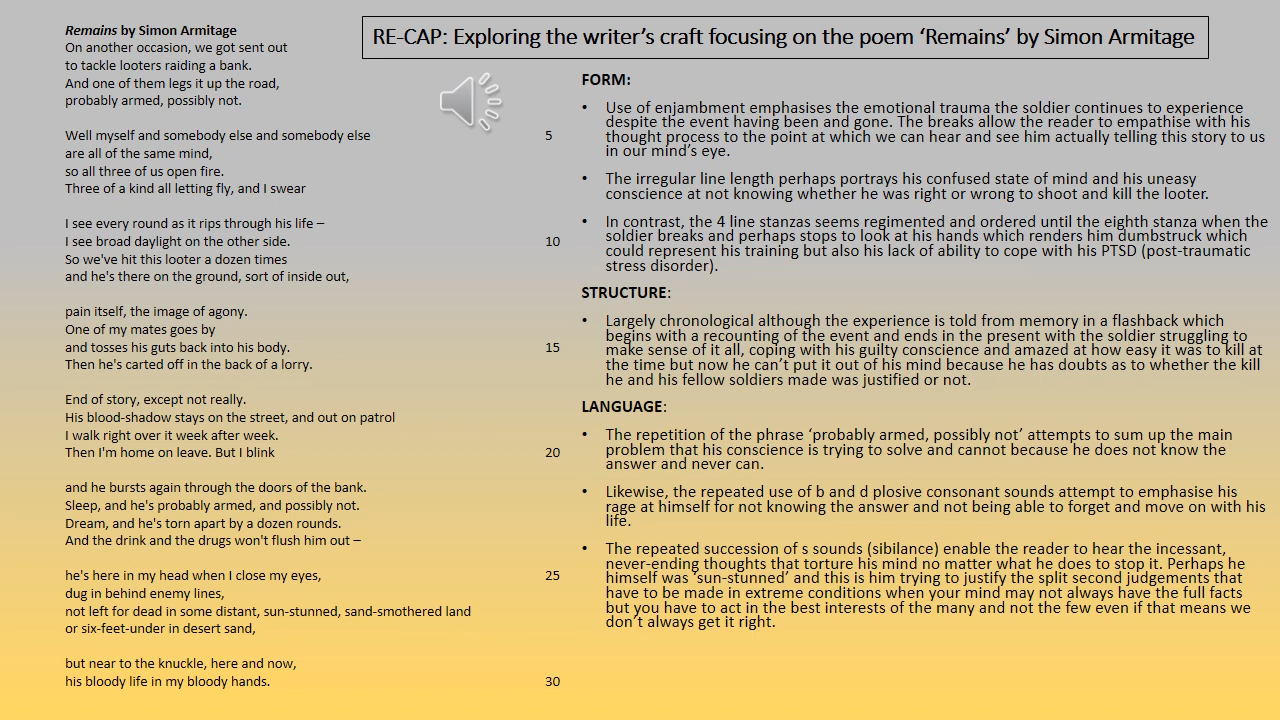 Remains by Simon Armitage
On another occasion, we got sent out
to tackle looters raiding a bank.
And one of them legs it up the road,
probably armed, possibly not.
Well myself and somebody else and somebody else 5
are all of the same mind,
so all three of us open fire.
Three of a kind all letting fly, and I swear
I see every round as it rips through his life –
I see broad daylight on the other side. 10
So we've hit this looter a dozen times
and he's there on the ground, sort of inside out,
pain itself, the image of agony.
One of my mates goes by
and tosses his guts back into his body. 15
Then he's carted off in the back of a lorry.
End of story, except not really.
His blood-shadow stays on the street, and out on patrol
I walk right over it week after week.
Then I'm home on leave. But I blink 20
and he bursts again through the doors of the bank.
Sleep, and he's probably armed, and possibly not.
Dream, and he's torn apart by a dozen rounds.
And the drink and the drugs won't flush him out –
he's here in my head when I close my eyes, 25
dug in behind enemy lines,
not left for dead in some distant, sun-stunned, sand-smothered land
or six-feet-under in desert sand,
but near to the knuckle, here and now,
his bloody life in my bloody hands. 30
RE-CAP: Exploring the writer's craft focusing on the poem 'Remains' by Simon Armitage
FORM:
• Use of enjambment emphasises the emotional trauma the soldier continues to experience
despite the event having been and gone. The breaks allow the reader to empathise with his
thought process to the point at which we can hear and see him actually telling this story to us
in our mind's eye.
• The irregular line length perhaps portrays his confused state of mind and his uneasy
conscience at not knowing whether he was right or wrong to shoot and kill the looter.
• In contrast, the 4 line stanzas seems regimented and ordered until the eighth stanza when the
soldier breaks and perhaps stops to look at his hands which renders him dumbstruck which
could represent his training but also his lack of ability to cope with his PTSD (post-traumatic
stress disorder).
STRUCTURE:
• Largely chronological although the experience is told from memory in a flashback which
begins with a recounting of the event and ends in the present with the soldier struggling to
make sense of it all, coping with his guilty conscience and amazed at how easy it was to kill at
the time but now he can't put it out of his mind because he has doubts as to whether the kill
he and his fellow soldiers made was justified or not.
LANGUAGE:
• The repetition of the phrase 'probably armed, possibly not' attempts to sum up the main
problem that his conscience is trying to solve and cannot because he does not know the
answer and never can.
• Likewise, the repeated use of b and d plosive consonant sounds attempt to emphasise his
rage at himself for not knowing the answer and not being able to forget and move on with his
life.
• The repeated succession of s sounds (sibilance) enable the reader to hear the incessant,
never-ending thoughts that torture his mind no matter what he does to stop it. Perhaps he
himself was 'sun-stunned' and this is him trying to justify the split second judgements that
have to be made in extreme conditions when your mind may not always have the full facts
but you have to act in the best interests of the many and not the few even if that means we
don't always get it right.